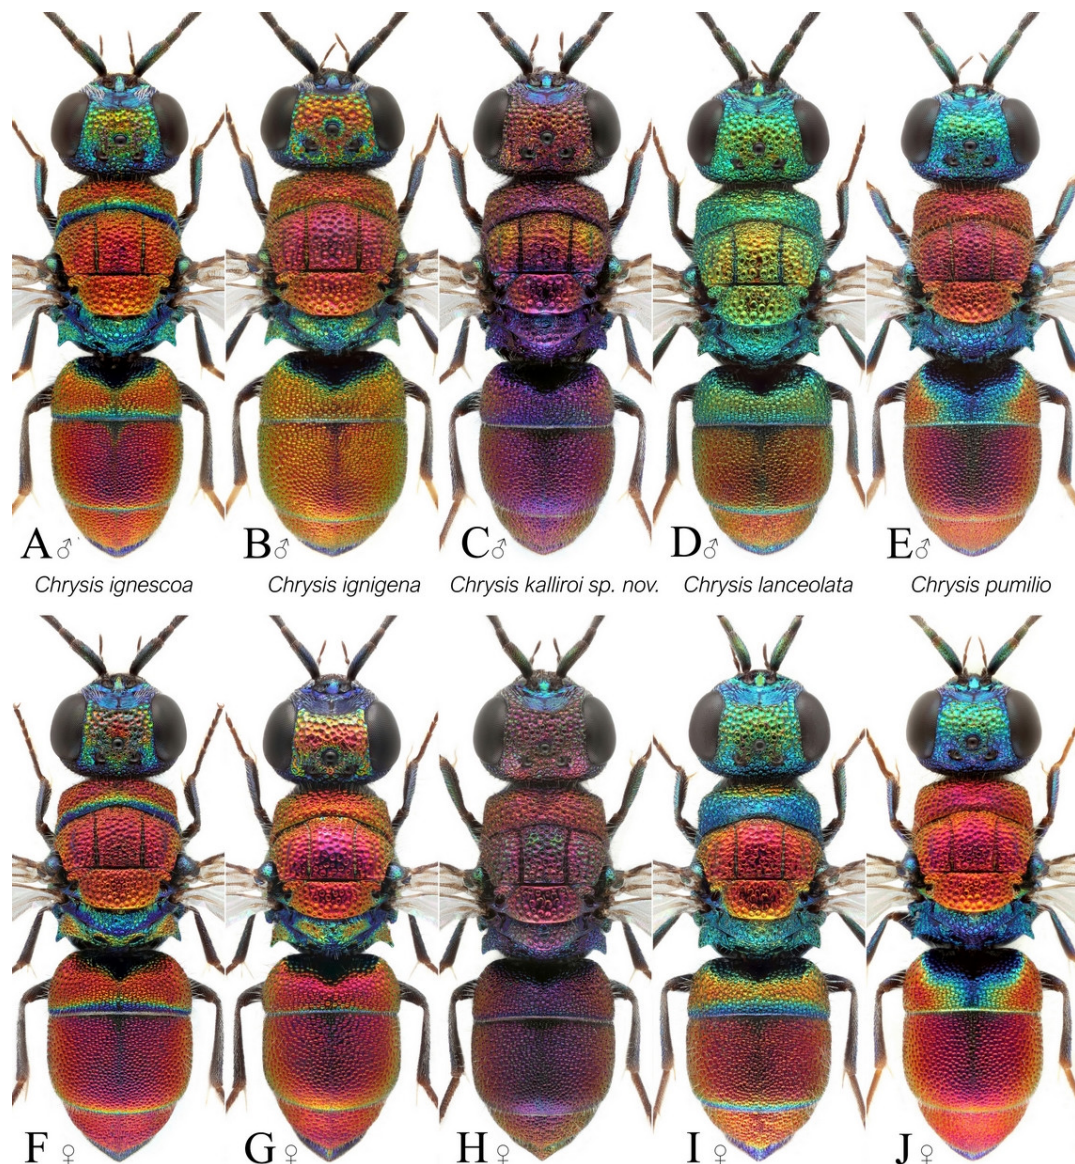 A♂ B♂ C♂ D♂ E♂
Chrysis ignescoa Chrysis ignigena Chrysis kalliroi sp. nov. Chrysis lanceolata Chrysis pumilio
F♀ G♀ H♀ I♀ J♀